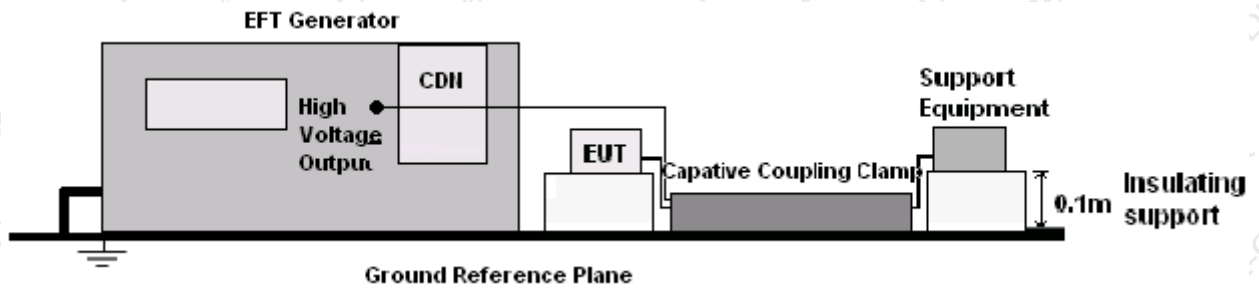 EFT Generator
CDN
High
Voltage
Output
EUT
Capative Coupling Clamp
Support
Equipment
0.1m
Insulating
support
Ground Reference Plane